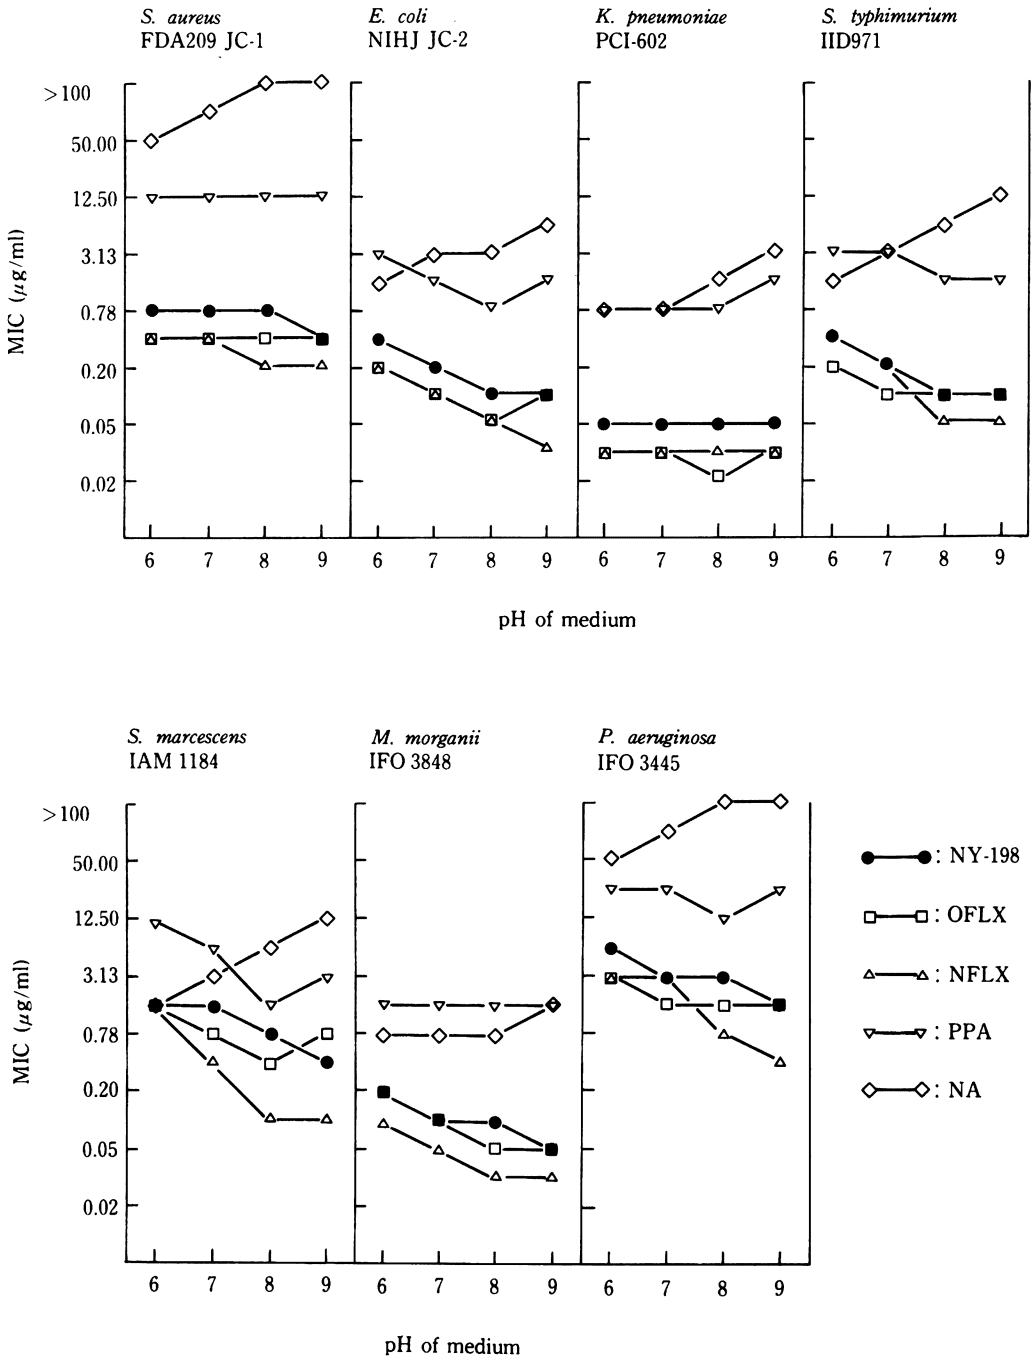 S. aureus
FDA209 JC-1
E. coli
NIHJ JC-2
K. pneumoniae
PCI-602
S. typhimurium
IID971
>100
50.00
12.50
3.13
0.78
0.20
0.05
0.02
MIC (μg/ml)
6 7 8 9 6 7 8 9 6 7 8 9 6 7 8 9
pH of medium
S. marcescens
IAM 1184
M. morganii
IFO 3848
P. aeruginosa
IFO 3445
>100
50.00
12.50
3.13
0.78
0.20
0.05
0.02
MIC (μg/ml)
6 7 8 9 6 7 8 9 6 7 8 9
pH of medium
: NY-198
: OFLX
: NFLX
: PPA
: NA